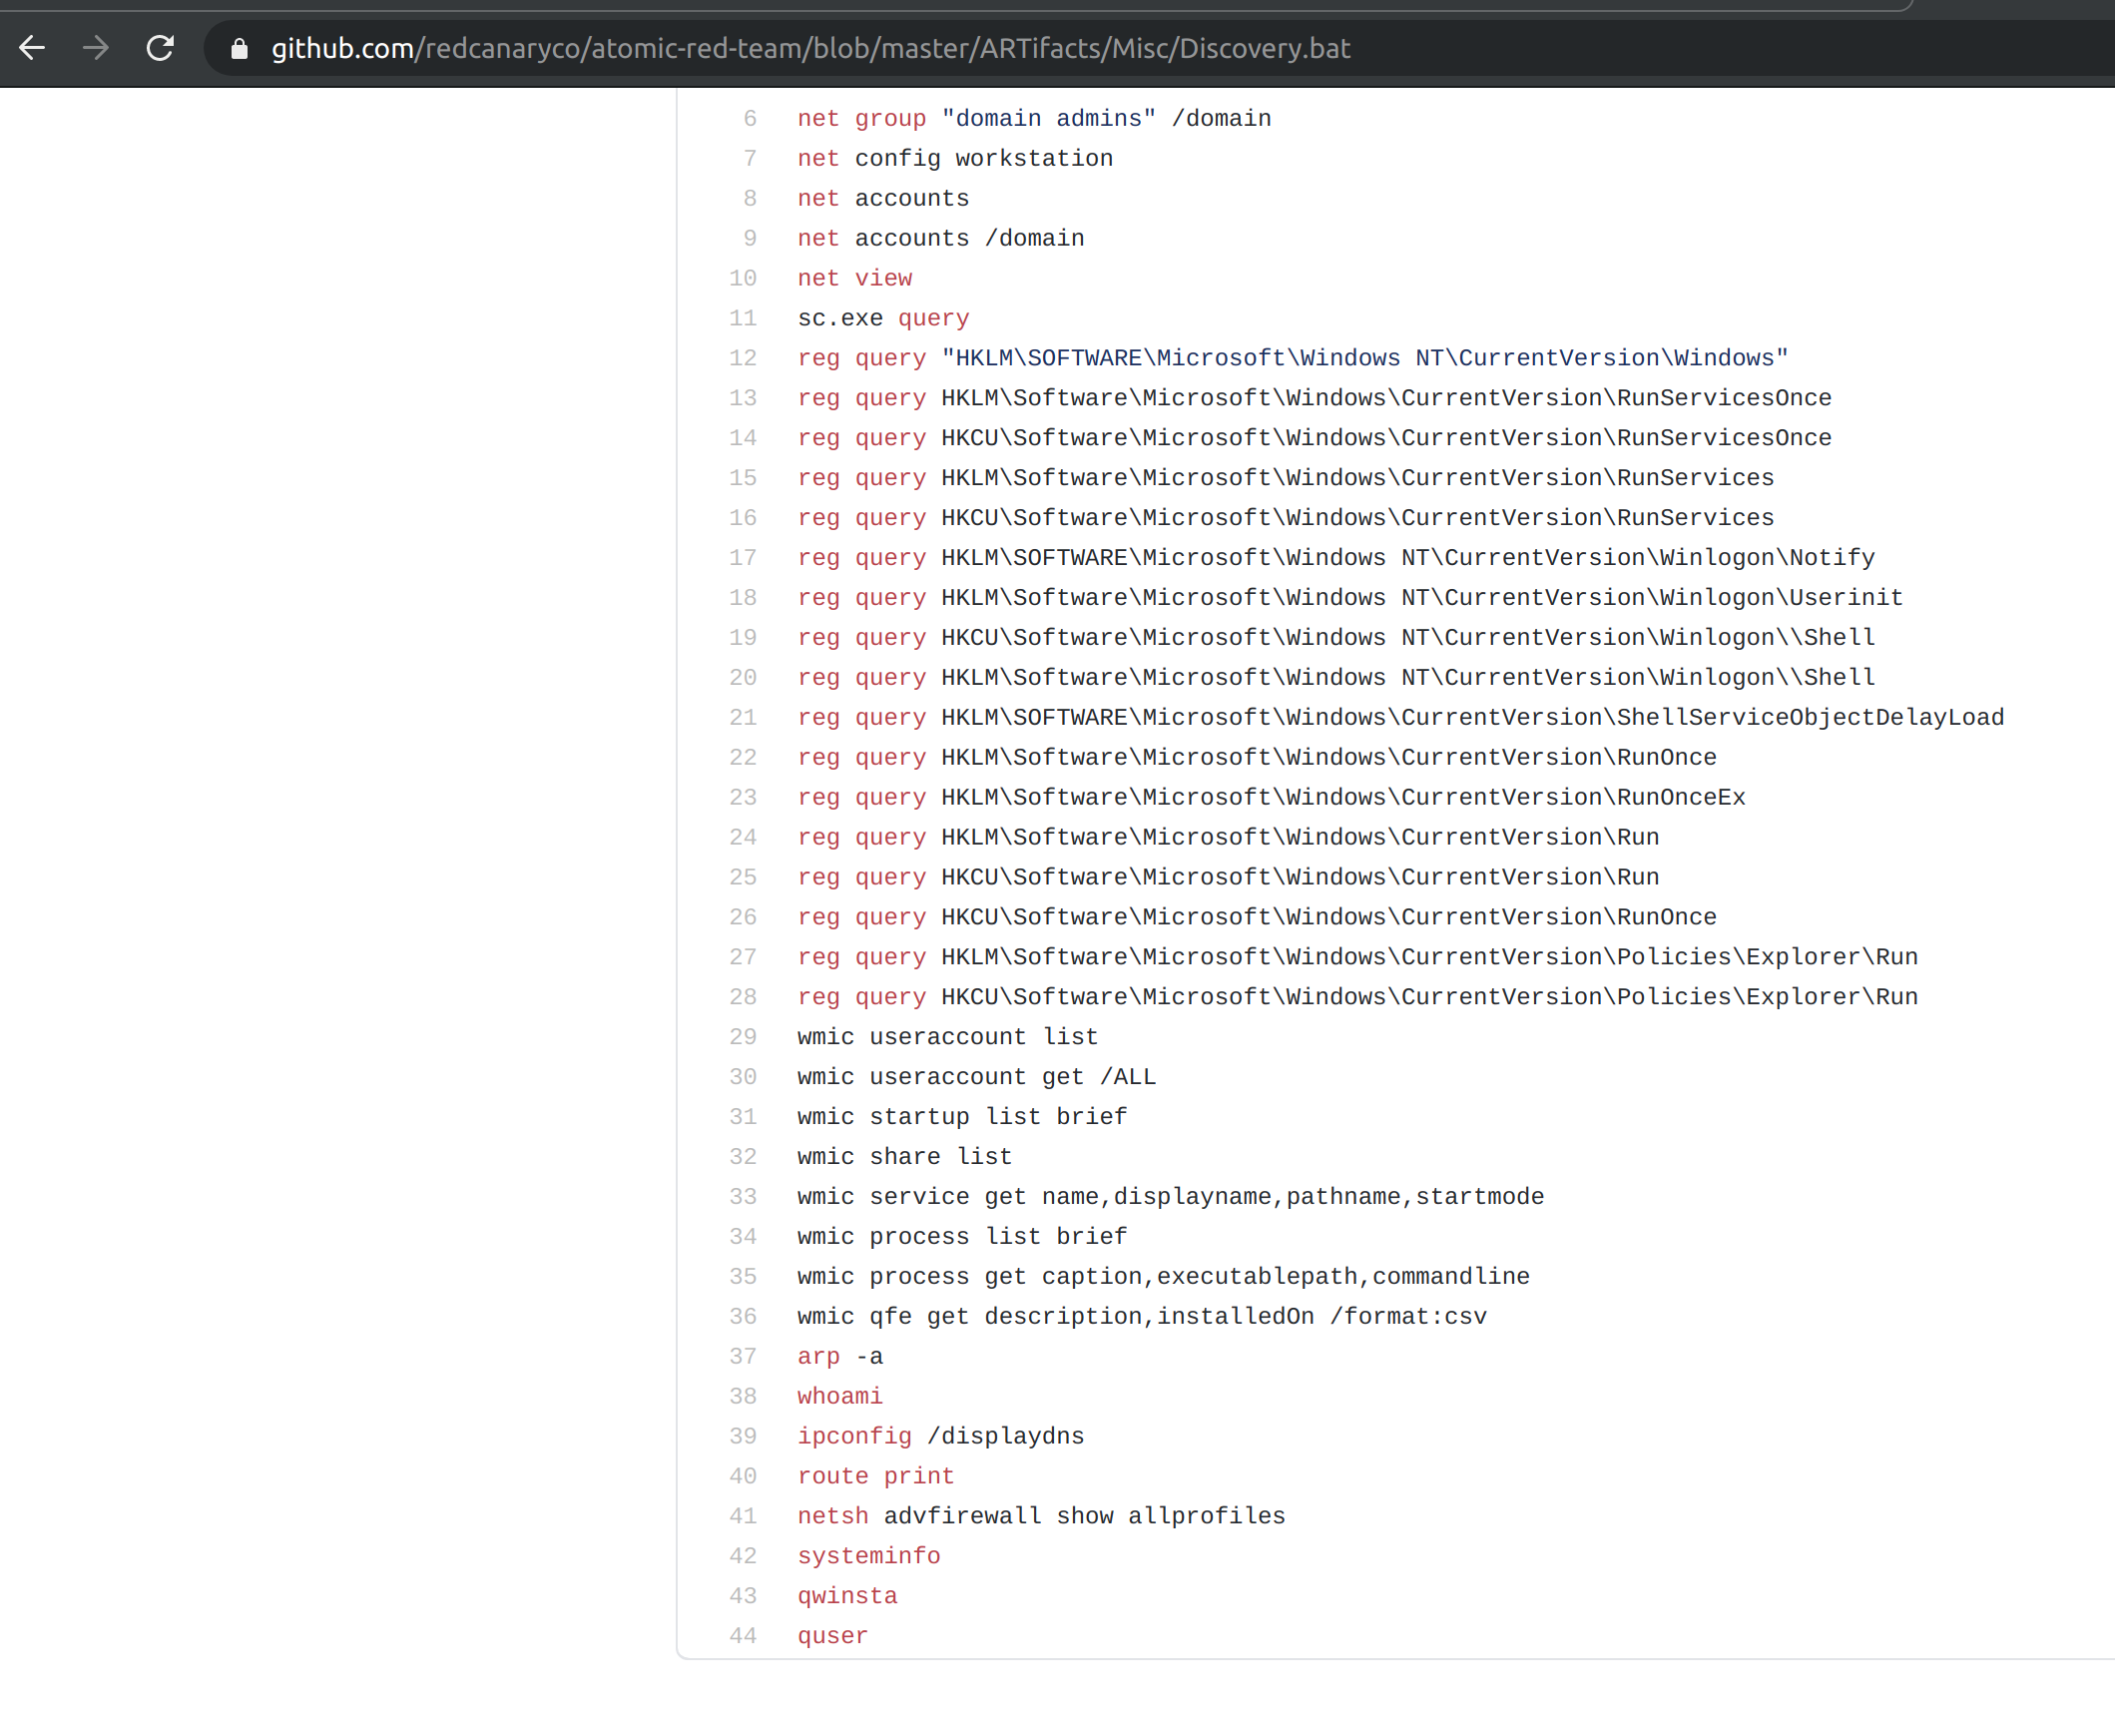 github.com/redcanaryco/atomic-red-team/blob/master/ARTifacts/Misc/Discovery.bat
6 net group "domain admins" /domain
7 net config workstation
8 net accounts
9 net accounts /domain
10 net view
11 sc.exe query
12 reg query "HKLM\SOFTWARE\Microsoft\Windows NT\CurrentVersion\Windows"
13 reg query HKLM\Software\Microsoft\Windows\CurrentVersion\RunServicesOnce
14 reg query HKCU\Software\Microsoft\Windows\CurrentVersion\RunServicesOnce
15 reg query HKLM\Software\Microsoft\Windows\CurrentVersion\RunServices
16 reg query HKCU\Software\Microsoft\Windows\CurrentVersion\RunServices
17 reg query HKLM\SOFTWARE\Microsoft\Windows NT\CurrentVersion\Winlogon\Notify
18 reg query HKLM\Software\Microsoft\Windows NT\CurrentVersion\Winlogon\Userinit
19 reg query HKCU\Software\Microsoft\Windows NT\CurrentVersion\Winlogon\\Shell
20 reg query HKLM\Software\Microsoft\Windows NT\CurrentVersion\Winlogon\\Shell
21 reg query HKLM\SOFTWARE\Microsoft\Windows\CurrentVersion\ShellServiceObjectDelayLoad
22 reg query HKLM\Software\Microsoft\Windows\CurrentVersion\RunOnce
23 reg query HKLM\Software\Microsoft\Windows\CurrentVersion\RunOnceEx
24 reg query HKLM\Software\Microsoft\Windows\CurrentVersion\Run
25 reg query HKCU\Software\Microsoft\Windows\CurrentVersion\Run
26 reg query HKCU\Software\Microsoft\Windows\CurrentVersion\RunOnce
27 reg query HKLM\Software\Microsoft\Windows\CurrentVersion\Policies\Explorer\Run
28 reg query HKCU\Software\Microsoft\Windows\CurrentVersion\Policies\Explorer\Run
29 wmic useraccount list
30 wmic useraccount get /ALL
31 wmic startup list brief
32 wmic share list
33 wmic service get name,displayname,pathname,startmode
34 wmic process list brief
35 wmic process get caption,executablepath,commandline
36 wmic qfe get description,installedOn /format:csv
37 arp -a
38 whoami
39 ipconfig /displaydns
40 route print
41 netsh advfirewall show allprofiles
42 systeminfo
43 qwinsta
44 quser